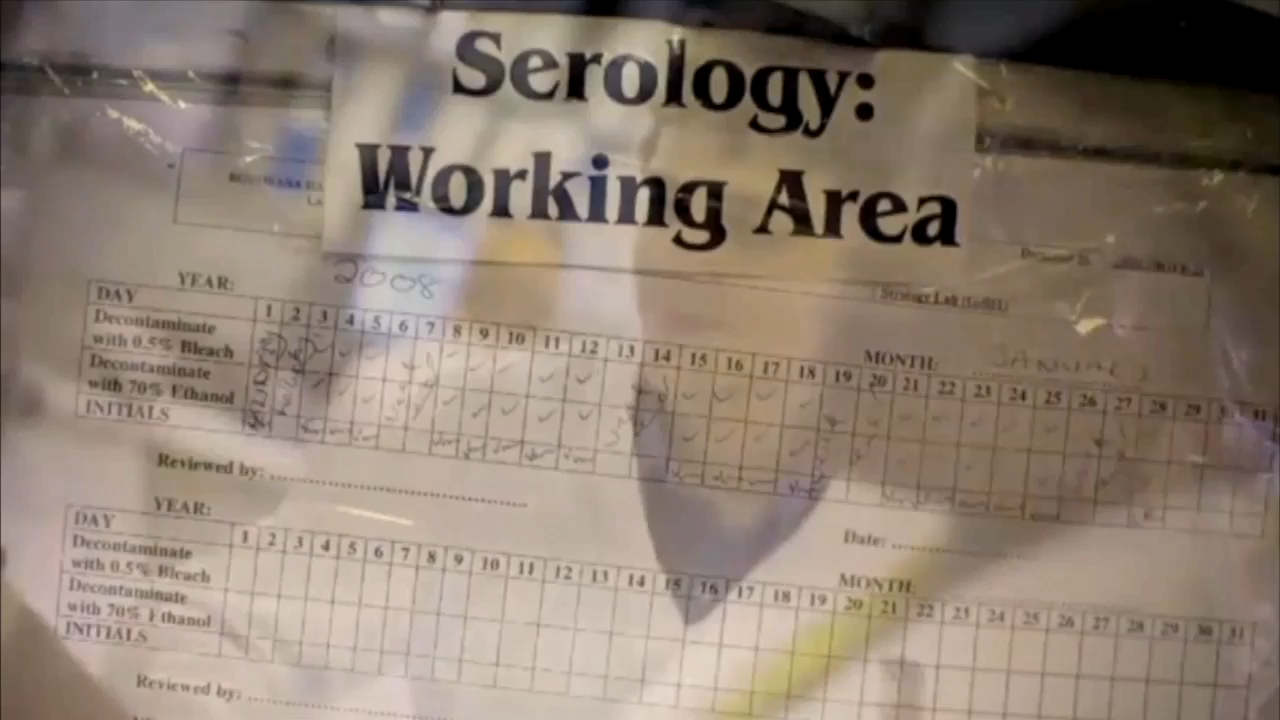 Serology:
Working Area
YEAR: 2008
MONTH: JANUARY
DAY 1 2 3 4 5 6 7 8 9 10 11 12 13 14 15 16 17 18 19 20 21 22 23 24 25 26 27 28 29 30 31
Decontaminate
with 0.5% Bleach
Decontaminate
with 70% Ethanol
INITIALS
Reviewed by:
Date:
YEAR:
MONTH:
DAY 1 2 3 4 5 6 7 8 9 10 11 12 13 14 15 16 17 18 19 20 21 22 23 24 25 26 27 28 29 30 31
Decontaminate
with 0.5% Bleach
Decontaminate
with 70% Ethanol
INITIALS
Reviewed by: